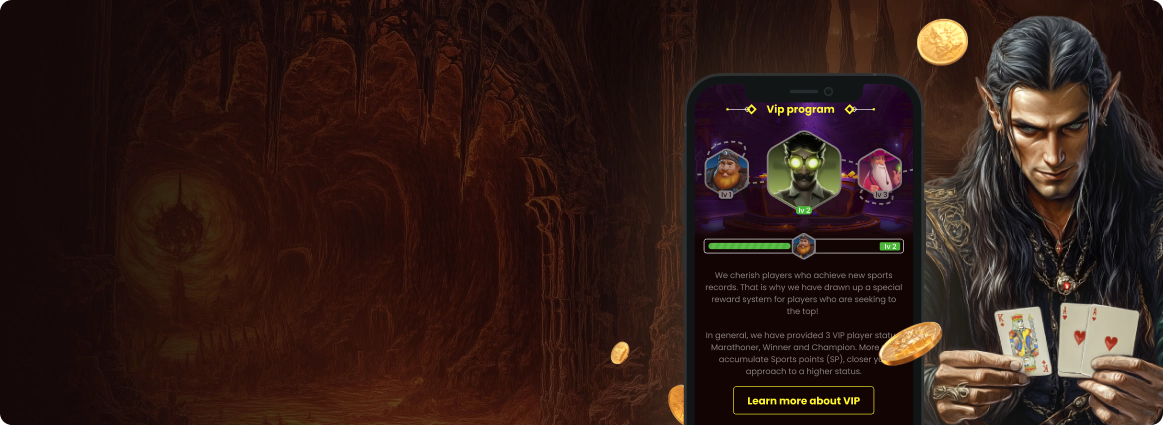 Vip program
lv 1
lv 2
lv 3
lv 2
We cherish players who achieve new sports
records. That is why we have drawn up a special
reward system for players who are seeking to
the top!
In general, we have provided 3 VIP player
Marathoner, Winner and Champion. More
accumulate Sports points (SP), closer
approach to a higher status.
Learn more about VIP
K
A
A